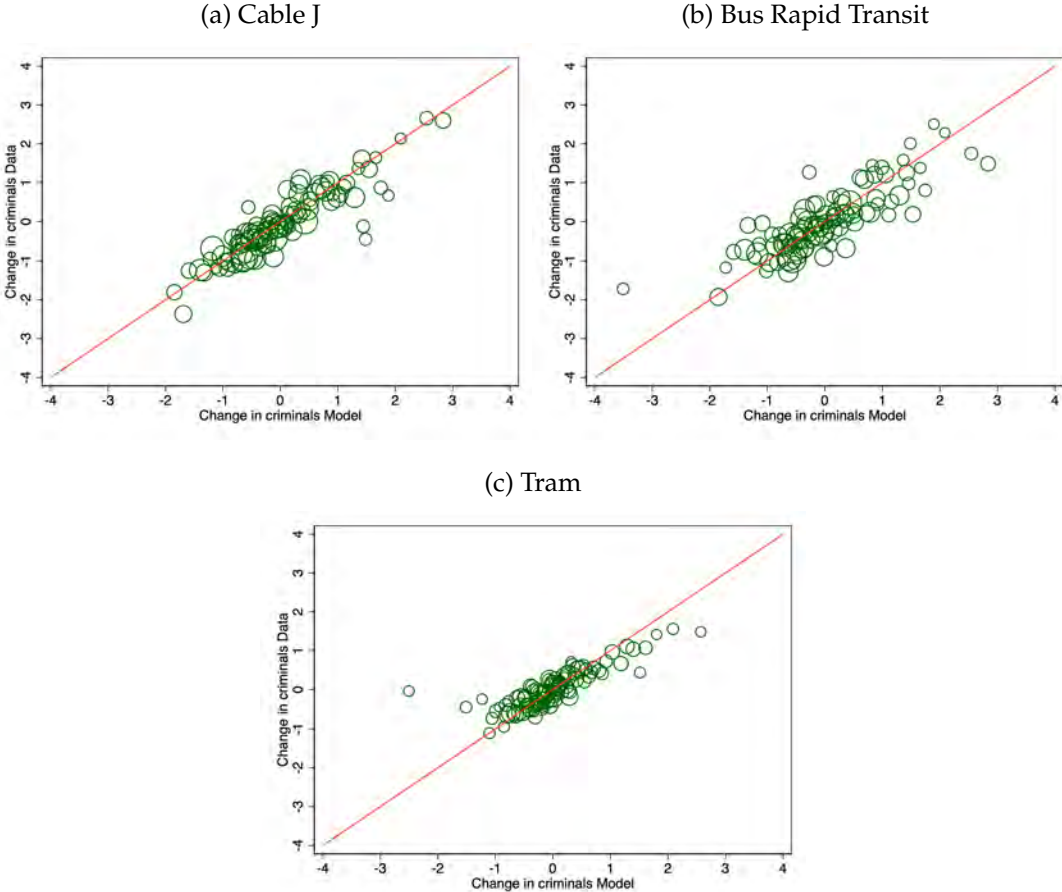 (a) Cable J
(b) Bus Rapid Transit
Change in criminals Data
4
3
2
1
0
-1
-2
-3
-4
-4 -3 -2 -1 0 1 2 3 4
Change in criminals Model
Change in criminals Data
4
3
2
1
0
-1
-2
-3
-4
-4 -3 -2 -1 0 1 2 3 4
Change in criminals Model
(c) Tram
Change in criminals Data
4
3
2
1
0
-1
-2
-3
-4
-4 -3 -2 -1 0 1 2 3 4
Change in criminals Model